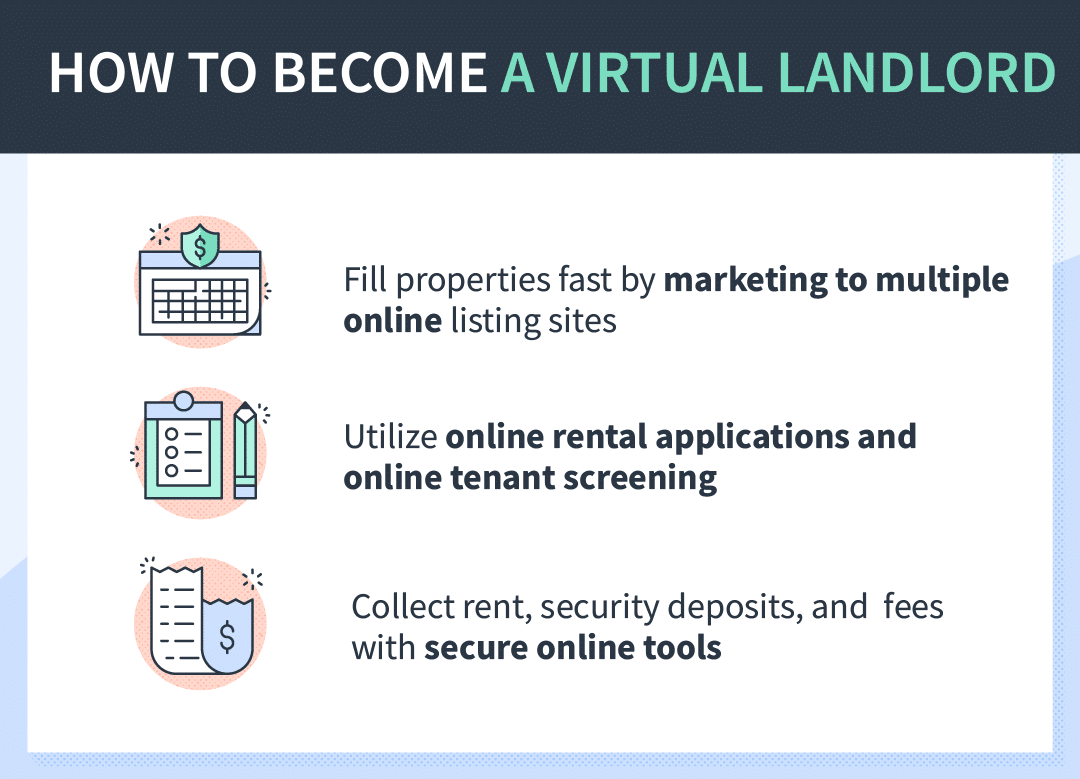 HOW TO BECOME A VIRTUAL LANDLORD
$
Fill properties fast by marketing to multiple
online listing sites
Utilize online rental applications and
online tenant screening
$
Collect rent, security deposits, and  fees
with secure online tools